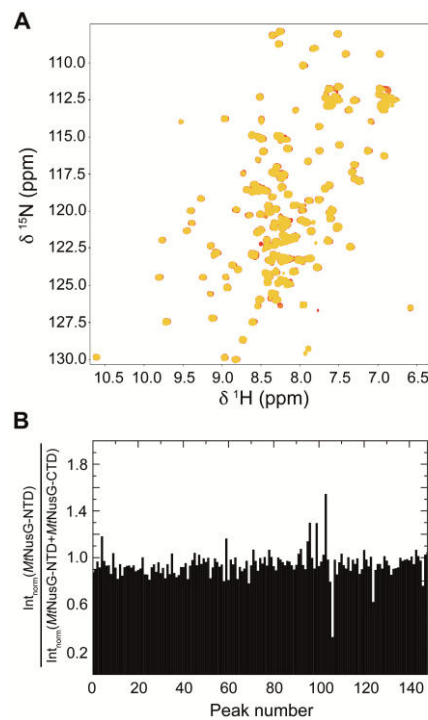 A
110.0
112.5
115.0
117.5
120.0
122.5
125.0
127.5
130.0
δ ¹⁵N (ppm)
10.5 10.0 9.5 9.0 8.5 8.0 7.5 7.0 6.5
δ ¹H (ppm)
B
Int_norm(MtNusG-NTD)
Int_norm(MtNusG-NTD+MtNusG-CTD)
1.8
1.4
1.0
0.6
0.2
0 20 40 60 80 100 120 140
Peak number